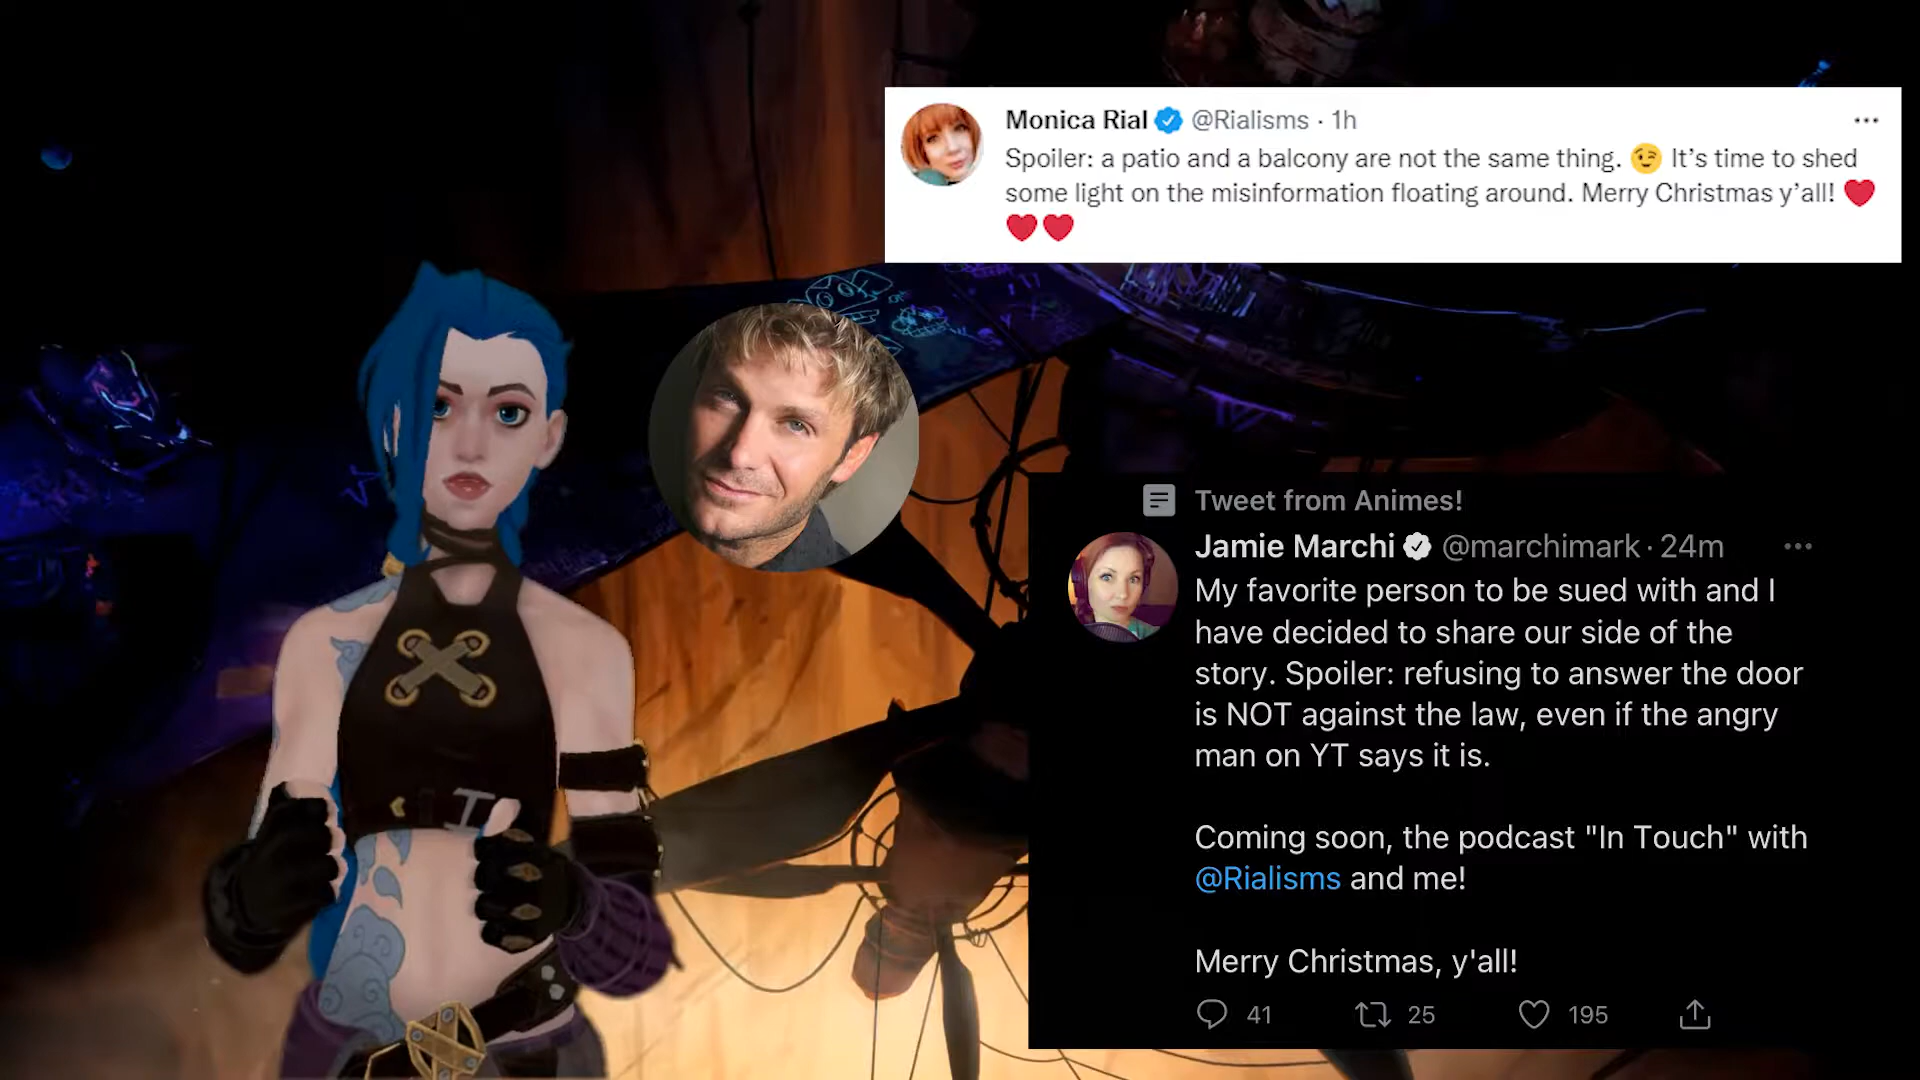 Monica Rial @Rialisms · 1h
Spoiler: a patio and a balcony are not the same thing. 😉 It’s time to shed
some light on the misinformation floating around. Merry Christmas y’all! ❤️
❤️❤️
Tweet from Animes!
Jamie Marchi @marchimark · 24m
My favorite person to be sued with and I
have decided to share our side of the
story. Spoiler: refusing to answer the door
is NOT against the law, even if the angry
man on YT says it is.
Coming soon, the podcast "In Touch" with
@Rialisms and me!
Merry Christmas, y'all!
41 25 195